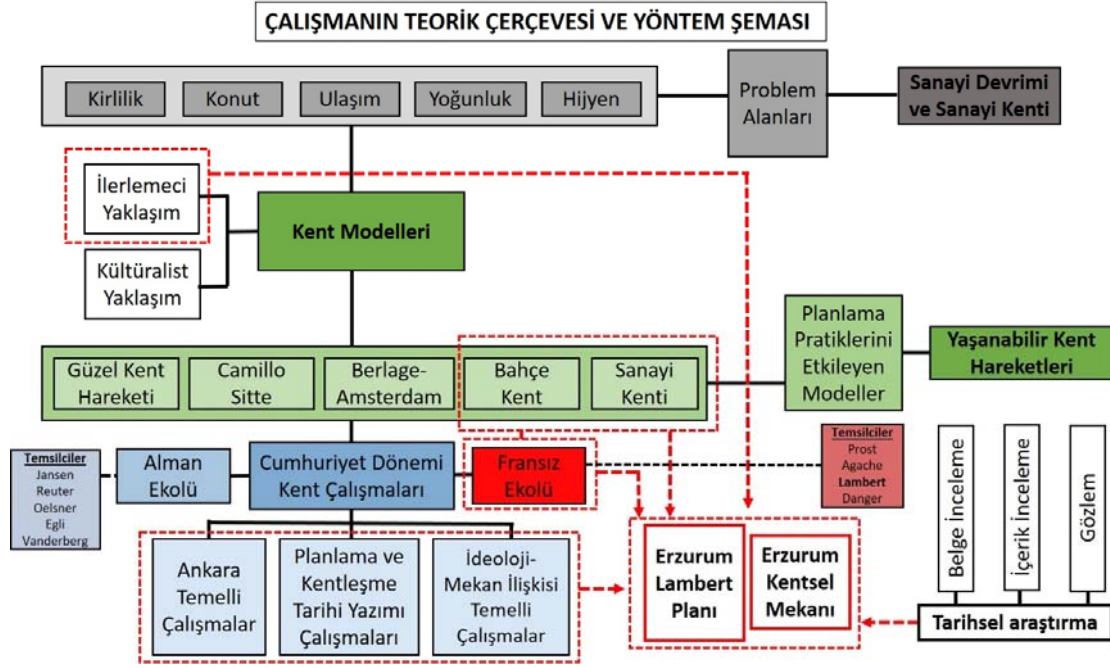 ÇALIŞMANIN TEORİK ÇERÇEVESİ VE YÖNTEM ŞEMASI
Kirlilik
Konut
Ulaşım
Yoğunluk
Hijyen
Problem
Alanları
Sanayi Devrimi
ve Sanayi Kenti
İlerlemeci
Yaklaşım
Kültüralist
Yaklaşım
Kent Modelleri
Güzel Kent
Hareketi
Camillo
Sitte
Berlage-
Amsterdam
Bahçe
Kent
Sanayi
Kenti
Planlama
Pratiklerini
Etkileyen
Modeller
Yaşanabilir Kent
Hareketleri
Temsilciler
Jansen
Reuter
Oelsner
Egli
Vanderberg
Alman
Ekolü
Cumhuriyet Dönemi
Kent Çalışmaları
Fransız
Ekolü
Temsilciler
Prost
Agache
Lambert
Danger
Ankara
Temelli
Çalışmalar
Planlama ve
Kentleşme
Tarihi Yazımı
Çalışmaları
İdeoloji-
Mekan İlişkisi
Temelli
Çalışmalar
Erzurum
Lambert
Planı
Erzurum
Kentsel
Mekanı
Belge İnceleme
İçerik İnceleme
Gözlem
Tarihsel araştırma